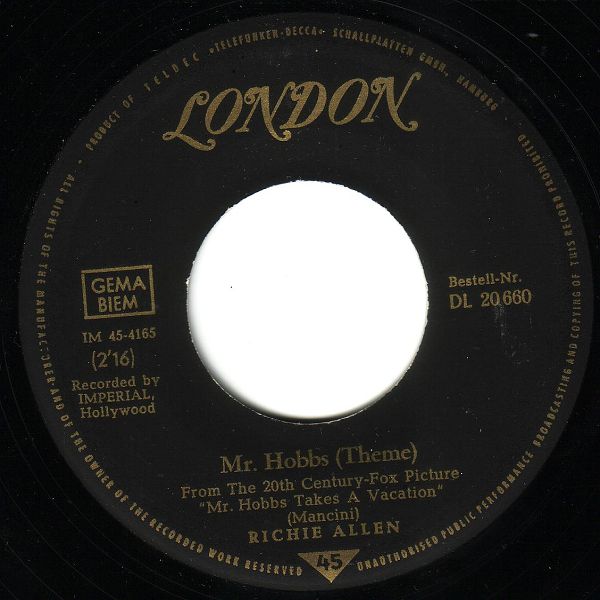 PRODUCT OF TELDEC »TELEFUNKEN-DECCA« SCHALLPLATTEN GMBH, HAMBURG
LONDON
GEMA
BIEM
IM 45-4165
(2'16)
Recorded by
IMPERIAL,
Hollywood
Bestell-Nr.
DL 20 660
Mr. Hobbs (Theme)
From The 20th Century-Fox Picture
"Mr. Hobbs Takes A Vacation"
(Mancini)
RICHIE ALLEN
45
ALL RIGHTS OF THE MANUFACTURER AND OF THE OWNER OF THE RECORDED WORK RESERVED
UNAUTHORISED PUBLIC PERFORMANCE BROADCASTING AND COPYING OF THIS RECORD PROHIBITED